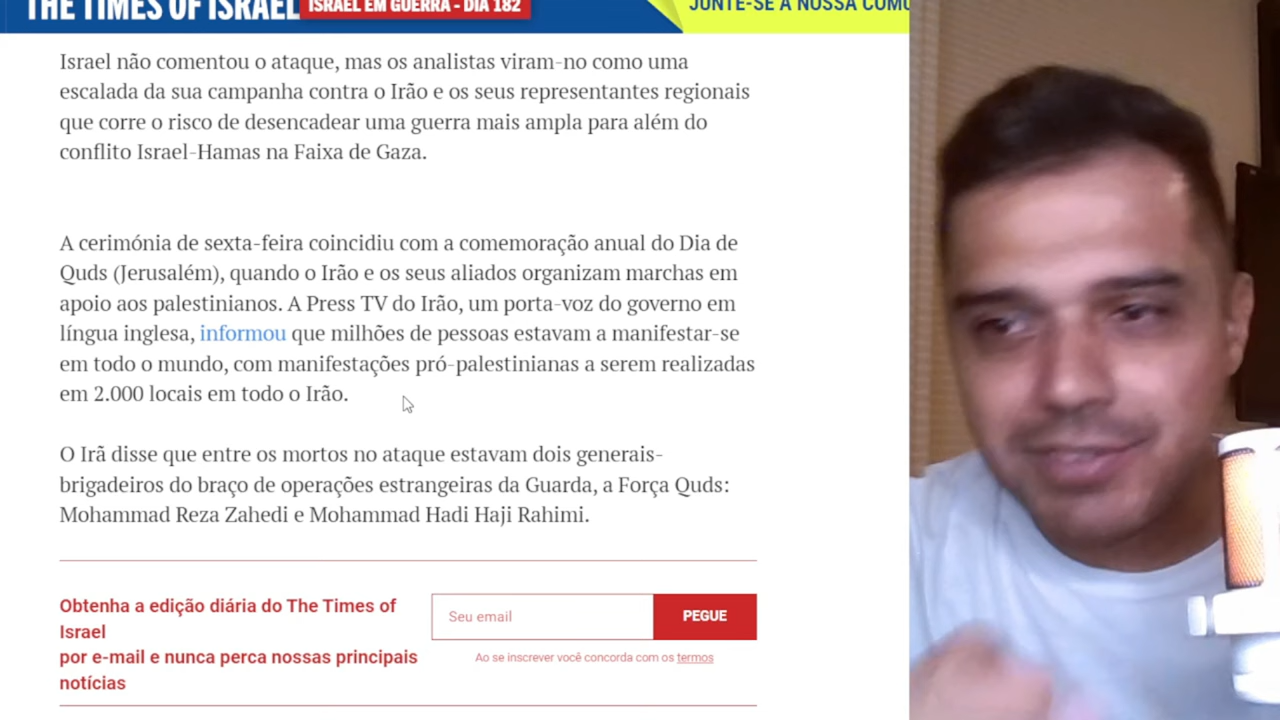 THE TIMES OF ISRAEL
ISRAEL EM GUERRA - DIA 182
JUNTE-SE À NOSSA COMU
Israel não comentou o ataque, mas os analistas viram-no como uma
escalada da sua campanha contra o Irão e os seus representantes regionais
que corre o risco de desencadear uma guerra mais ampla para além do
conflito Israel-Hamas na Faixa de Gaza.
A cerimónia de sexta-feira coincidiu com a comemoração anual do Dia de
Quds (Jerusalém), quando o Irão e os seus aliados organizam marchas em
apoio aos palestinianos. A Press TV do Irão, um porta-voz do governo em
língua inglesa, informou que milhões de pessoas estavam a manifestar-se
em todo o mundo, com manifestações pró-palestinianas a serem realizadas
em 2.000 locais em todo o Irão.
O Irã disse que entre os mortos no ataque estavam dois generais-
brigadeiros do braço de operações estrangeiras da Guarda, a Força Quds:
Mohammad Reza Zahedi e Mohammad Hadi Haji Rahimi.
Obtenha a edição diária do The Times of
Israel
por e-mail e nunca perca nossas principais
notícias
Seu email
PEGUE
Ao se inscrever você concorda com os termos